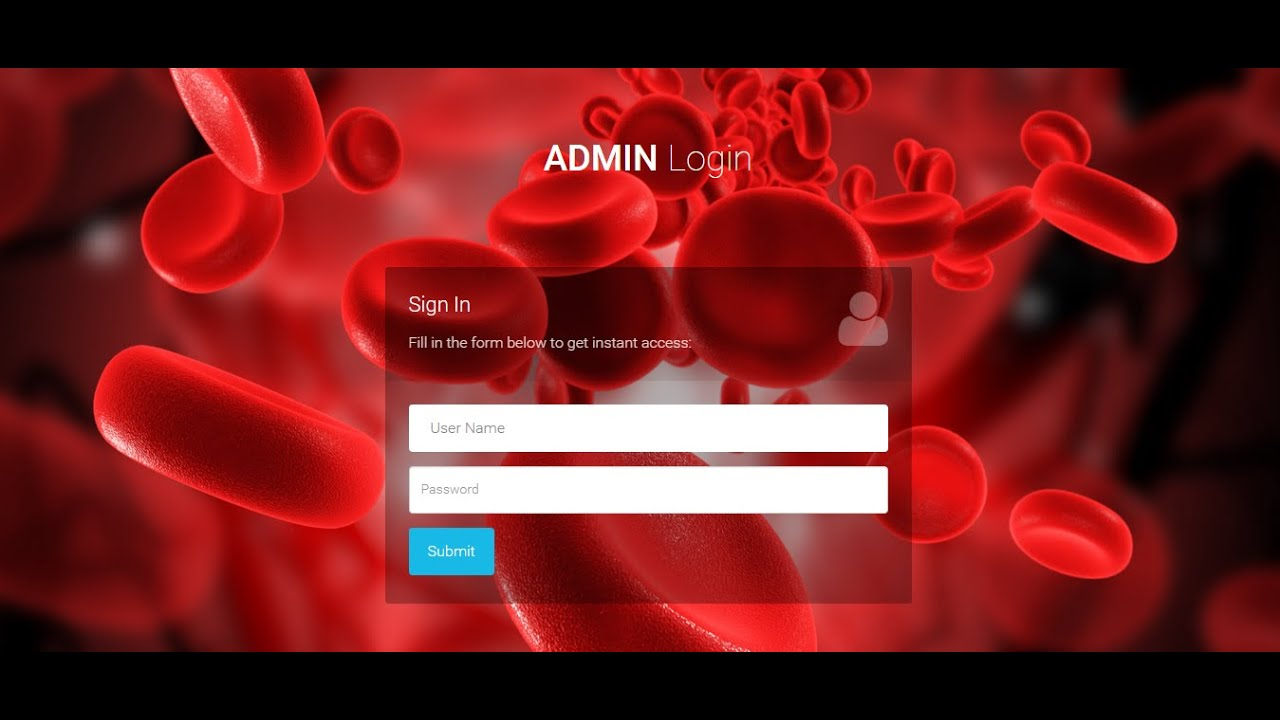 ADMIN Login
Sign In
Fill in the form below to get instant access:
User Name
Password
Submit